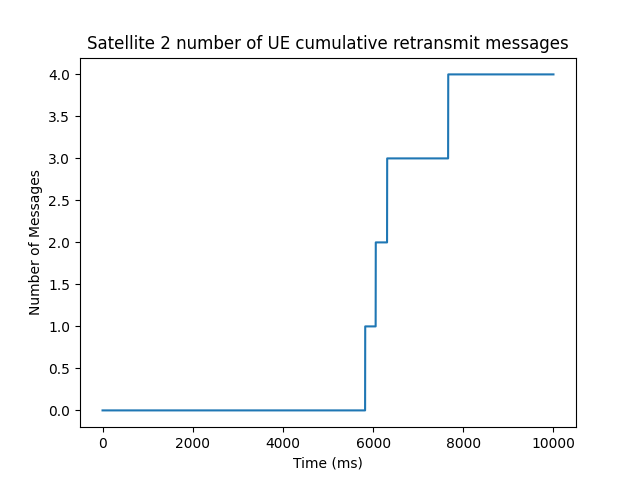 Satellite 2 number of UE cumulative retransmit messages
4.0
3.5
3.0
2.5
2.0
1.5
1.0
0.5
0.0
Number of Messages
0 2000 4000 6000 8000 10000
Time (ms)